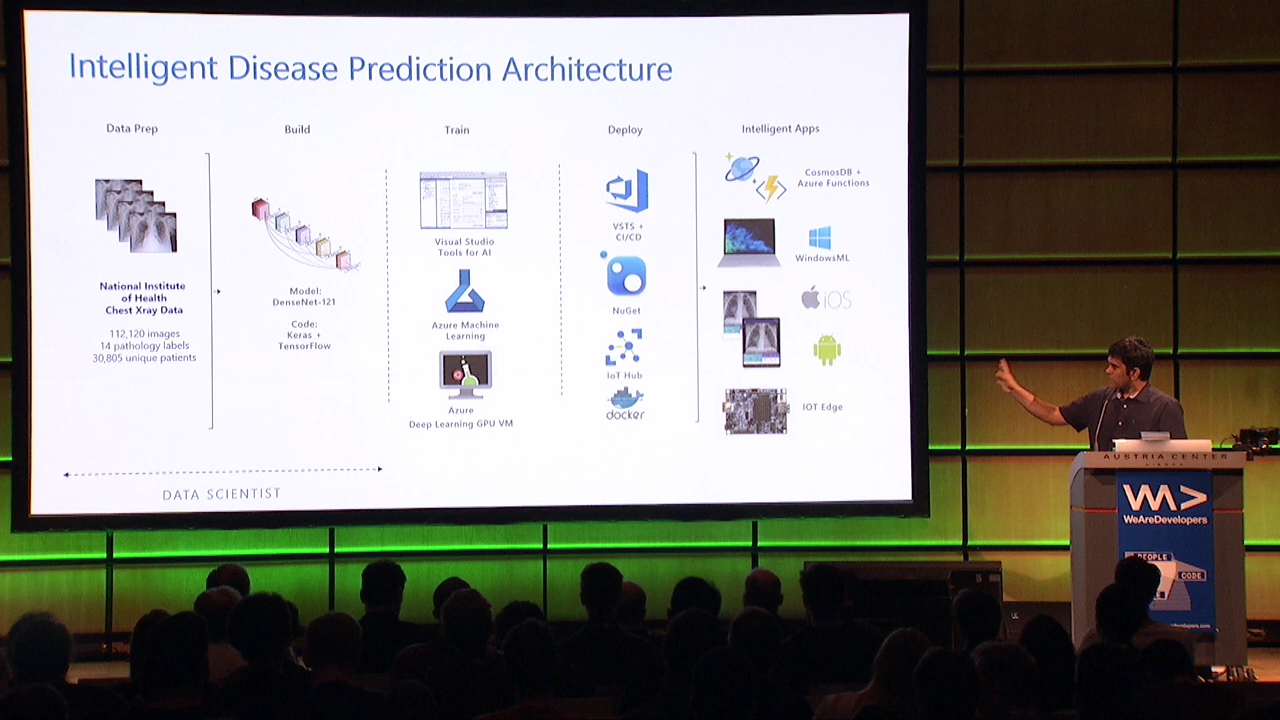 Intelligent Disease Prediction Architecture
Data Prep
Build
Train
Deploy
Intelligent Apps
National Institute
of Health
Chest Xray Data
112,120 images
14 pathology labels
30,805 unique patients
Model:
DenseNet-121
Code:
Keras +
TensorFlow
Visual Studio
Tools for AI
Azure Machine
Learning
Azure
Deep Learning GPU VM
VSTS +
CI/CD
NuGet
IoT Hub
docker
CosmosDB +
Azure Functions
WindowsML
iOS
IOT Edge
DATA SCIENTIST
AUSTRIA CENTER
WeAreDevelopers
PEOPLE
CODE